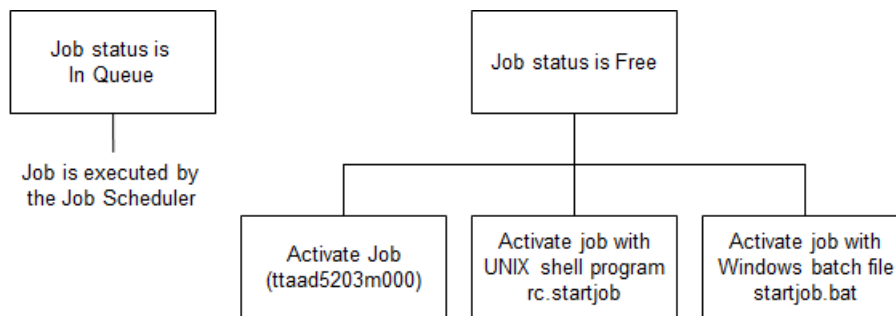 Job status is
In Queue
Job status is Free
Job is executed by
the Job Scheduler
Activate Job
(ttaad5203m000)
Activate job with
UNIX shell program
rc.startjob
Activate job with
Windows batch file
startjob.bat